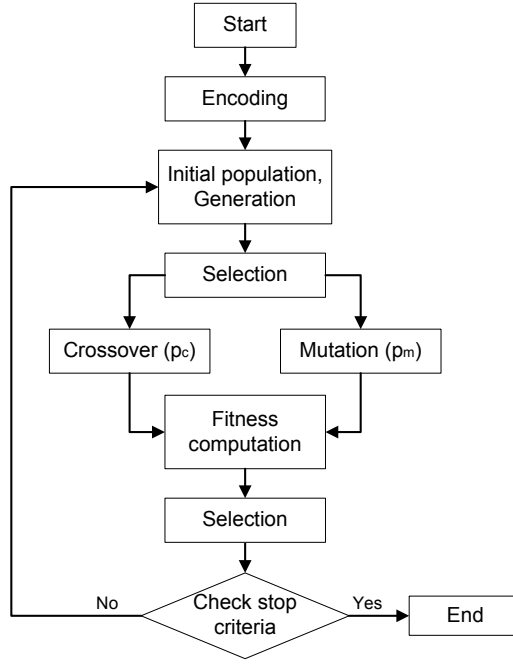 Start
Encoding
Initial population,
Generation
Selection
Crossover (pc)
Mutation (pm)
Fitness
computation
Selection
Check stop
criteria
No
Yes
End